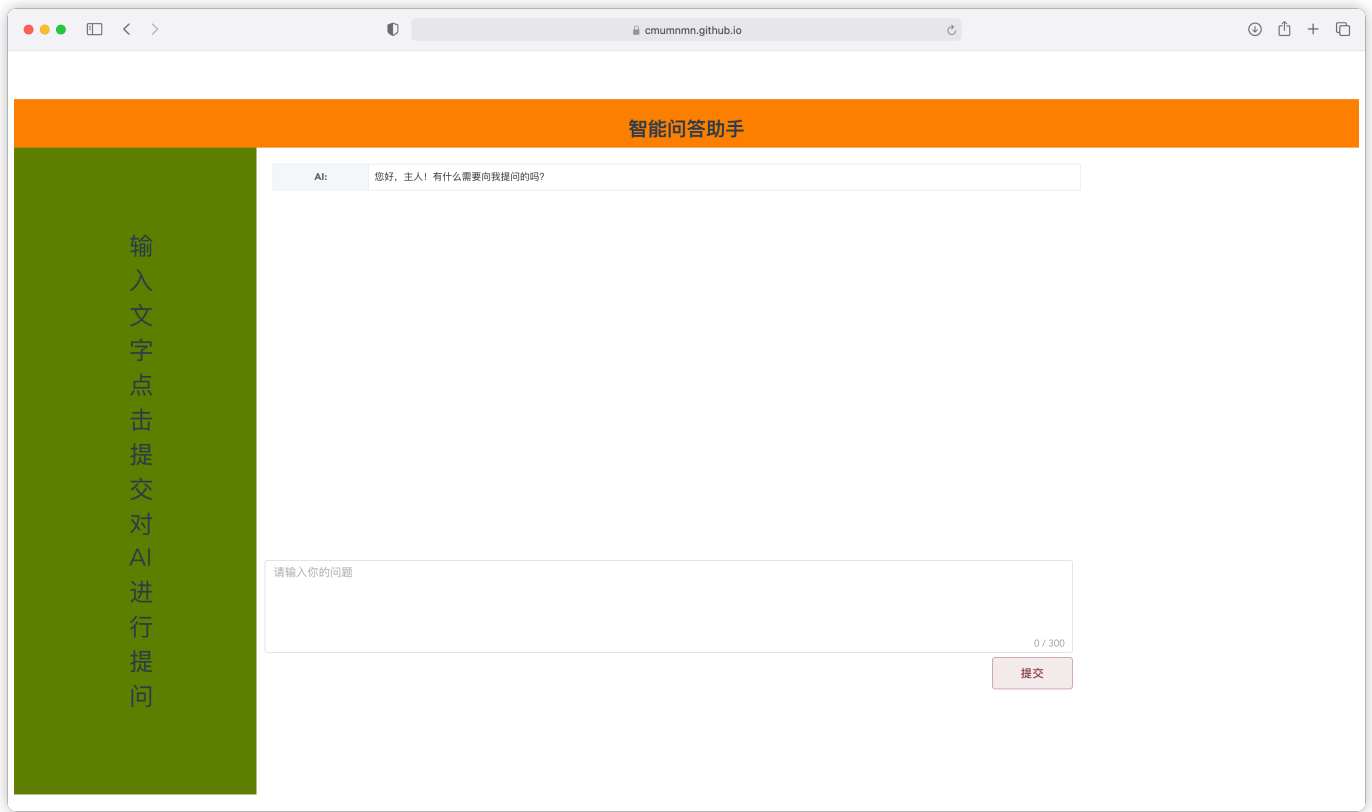 cmumnmn.github.io
智能问答助手
输
入
文
字
点
击
提
交
对
AI
进
行
提
问
AI: 您好，主人！有什么需要向我提问的吗?
请输入你的问题
0 / 300
提交